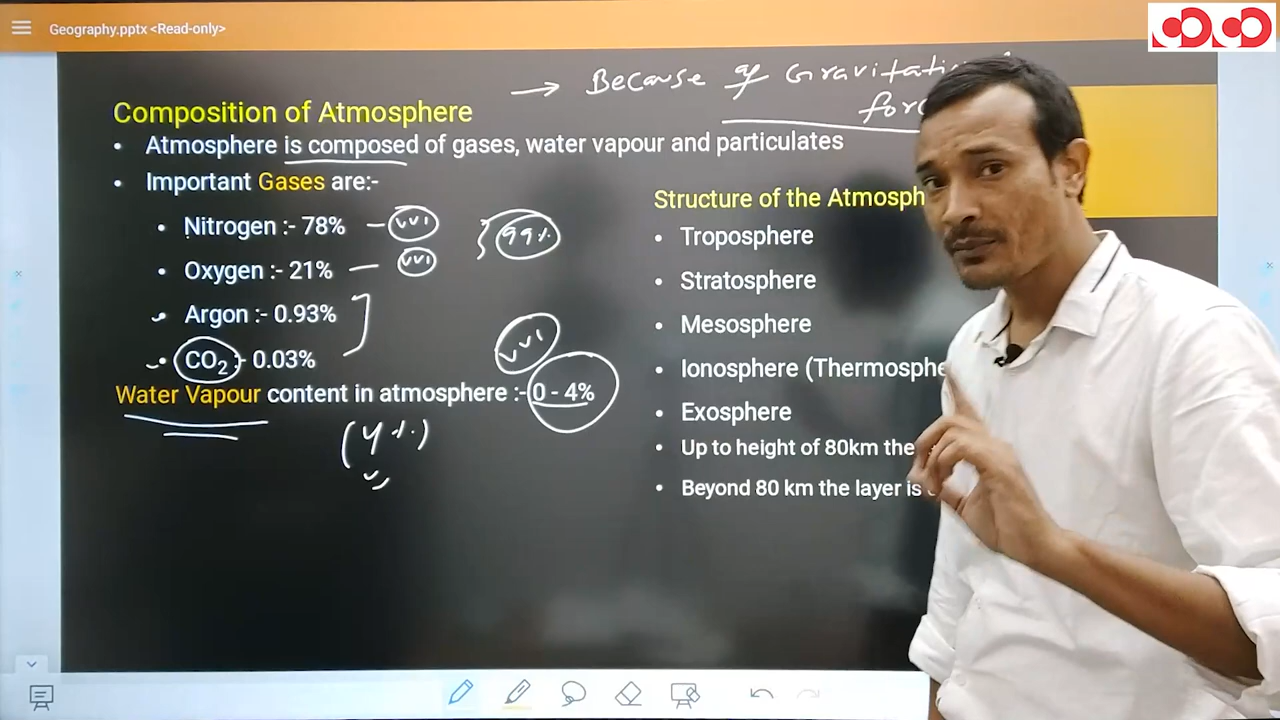 Geography.pptx <Read-only>
→ Because of Gravitati
for
Composition of Atmosphere
• Atmosphere is composed of gases, water vapour and particulates
• Important Gases are:-
• Nitrogen :- 78% — VVI
99%
• Oxygen :- 21% — VVI
• Argon :- 0.93%
• CO₂ :- 0.03%
VVI
Water Vapour content in atmosphere :- 0 - 4%
(4%)
Structure of the Atmosph
• Troposphere
• Stratosphere
• Mesosphere
• Ionosphere (Thermosphe
• Exosphere
• Up to height of 80km the
• Beyond 80 km the layer is